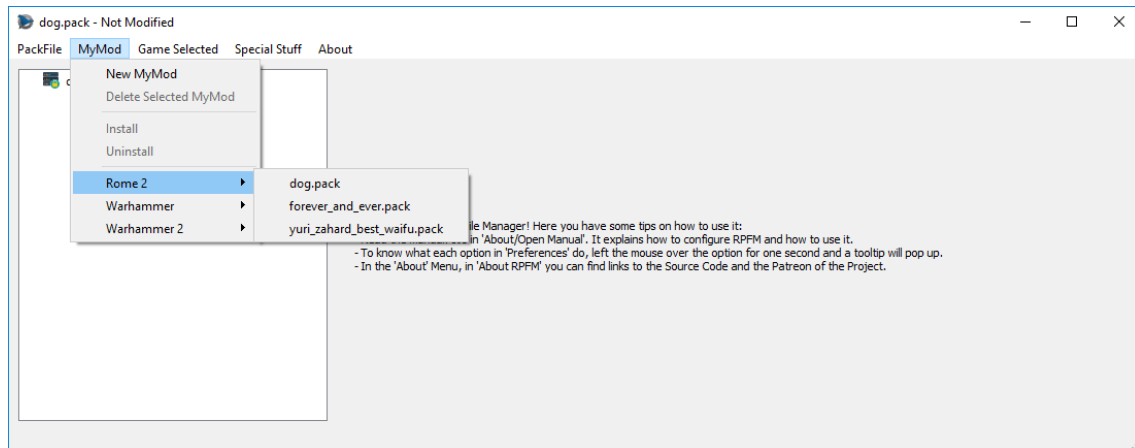 dog.pack - Not Modified
PackFile MyMod Game Selected Special Stuff About
New MyMod
Delete Selected MyMod
Install
Uninstall
Rome 2
Warhammer
Warhammer 2
dog.pack
forever_and_ever.pack
yuri_zahard_best_waifu.pack
Manager! Here you have some tips on how to use it:
in 'About/Open Manual'. It explains how to configure RPFM and how to use it.
- To know what each option in 'Preferences' do, left the mouse over the option for one second and a tooltip will pop up.
- In the 'About' Menu, in 'About RPFM' you can find links to the Source Code and the Patreon of the Project.